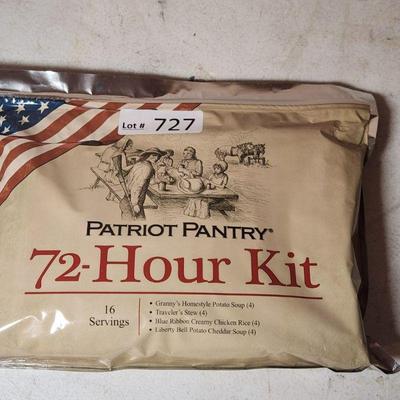 Lot # 727
PATRIOT PANTRY®
72-HOUR KIT
16
Servings
• Granny's Homestyle Potato Soup (4)
• Traveler's Stew (4)
• Blue Ribbon Creamy Chicken Rice (4)
• Liberty Bell Potato Cheddar Soup (4)